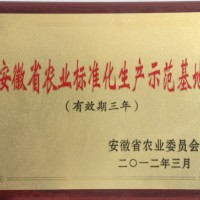 安徽省农业标准化生产示范基地
(有效期三年)
安徽省农业委员会
二〇一二年三月